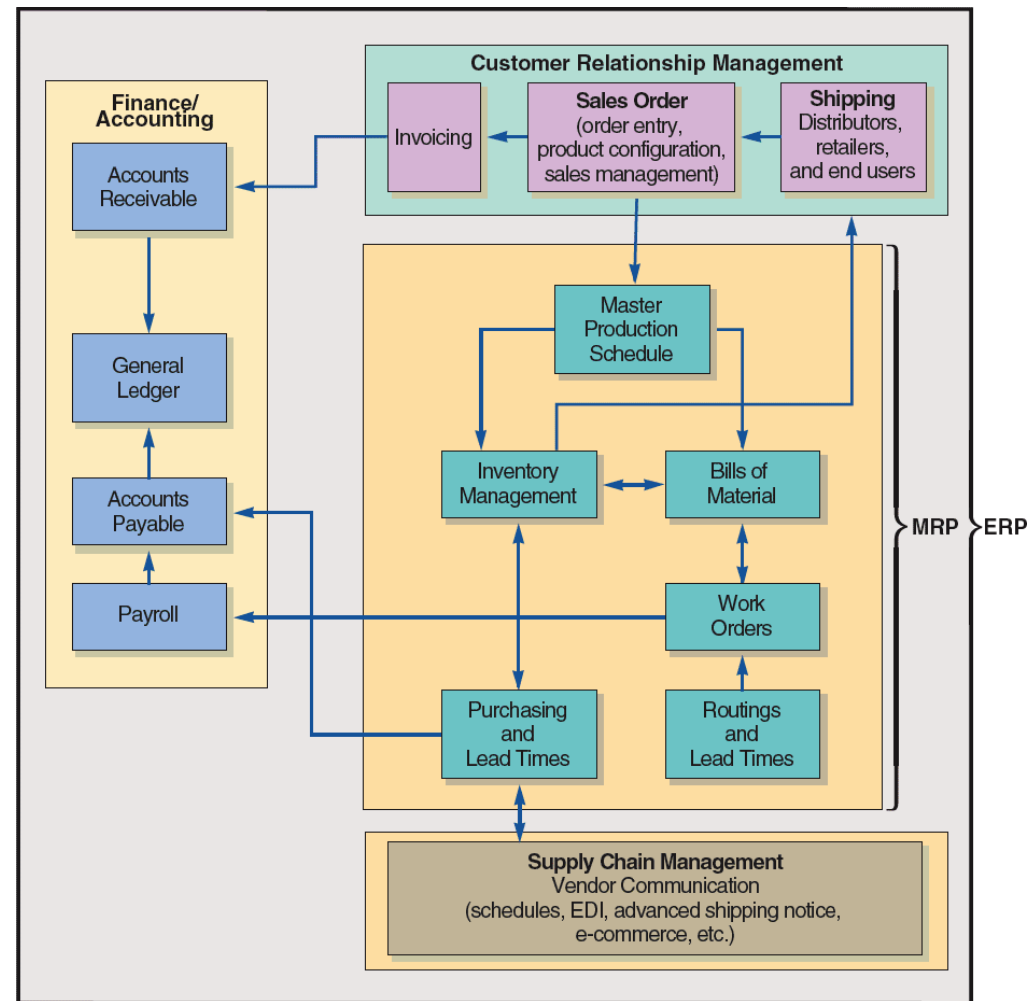 Customer Relationship Management
Finance/
Accounting
Accounts
Receivable
General
Ledger
Accounts
Payable
Payroll
Invoicing
Sales Order
(order entry,
product configuration,
sales management)
Shipping
Distributors,
retailers,
and end users
Master
Production
Schedule
Inventory
Management
Bills of
Material
Work
Orders
Purchasing
and
Lead Times
Routings
and
Lead Times
MRP
ERP
Supply Chain Management
Vendor Communication
(schedules, EDI, advanced shipping notice,
e-commerce, etc.)